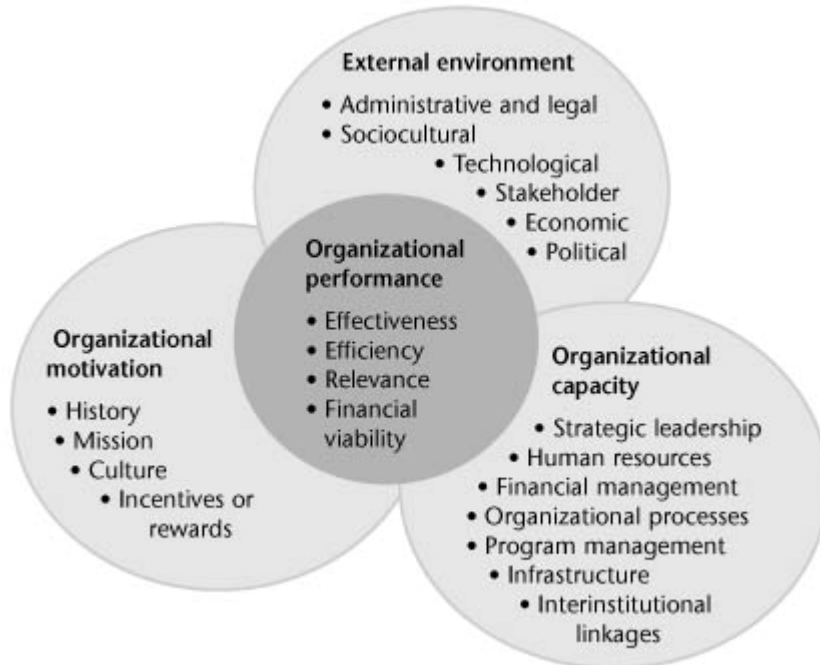 External environment
• Administrative and legal
• Sociocultural
• Technological
• Stakeholder
• Economic
• Political
Organizational
performance
• Effectiveness
• Efficiency
• Relevance
• Financial
viability
Organizational
motivation
• History
• Mission
• Culture
• Incentives or
rewards
Organizational
capacity
• Strategic leadership
• Human resources
• Financial management
• Organizational processes
• Program management
• Infrastructure
• Interinstitutional
linkages